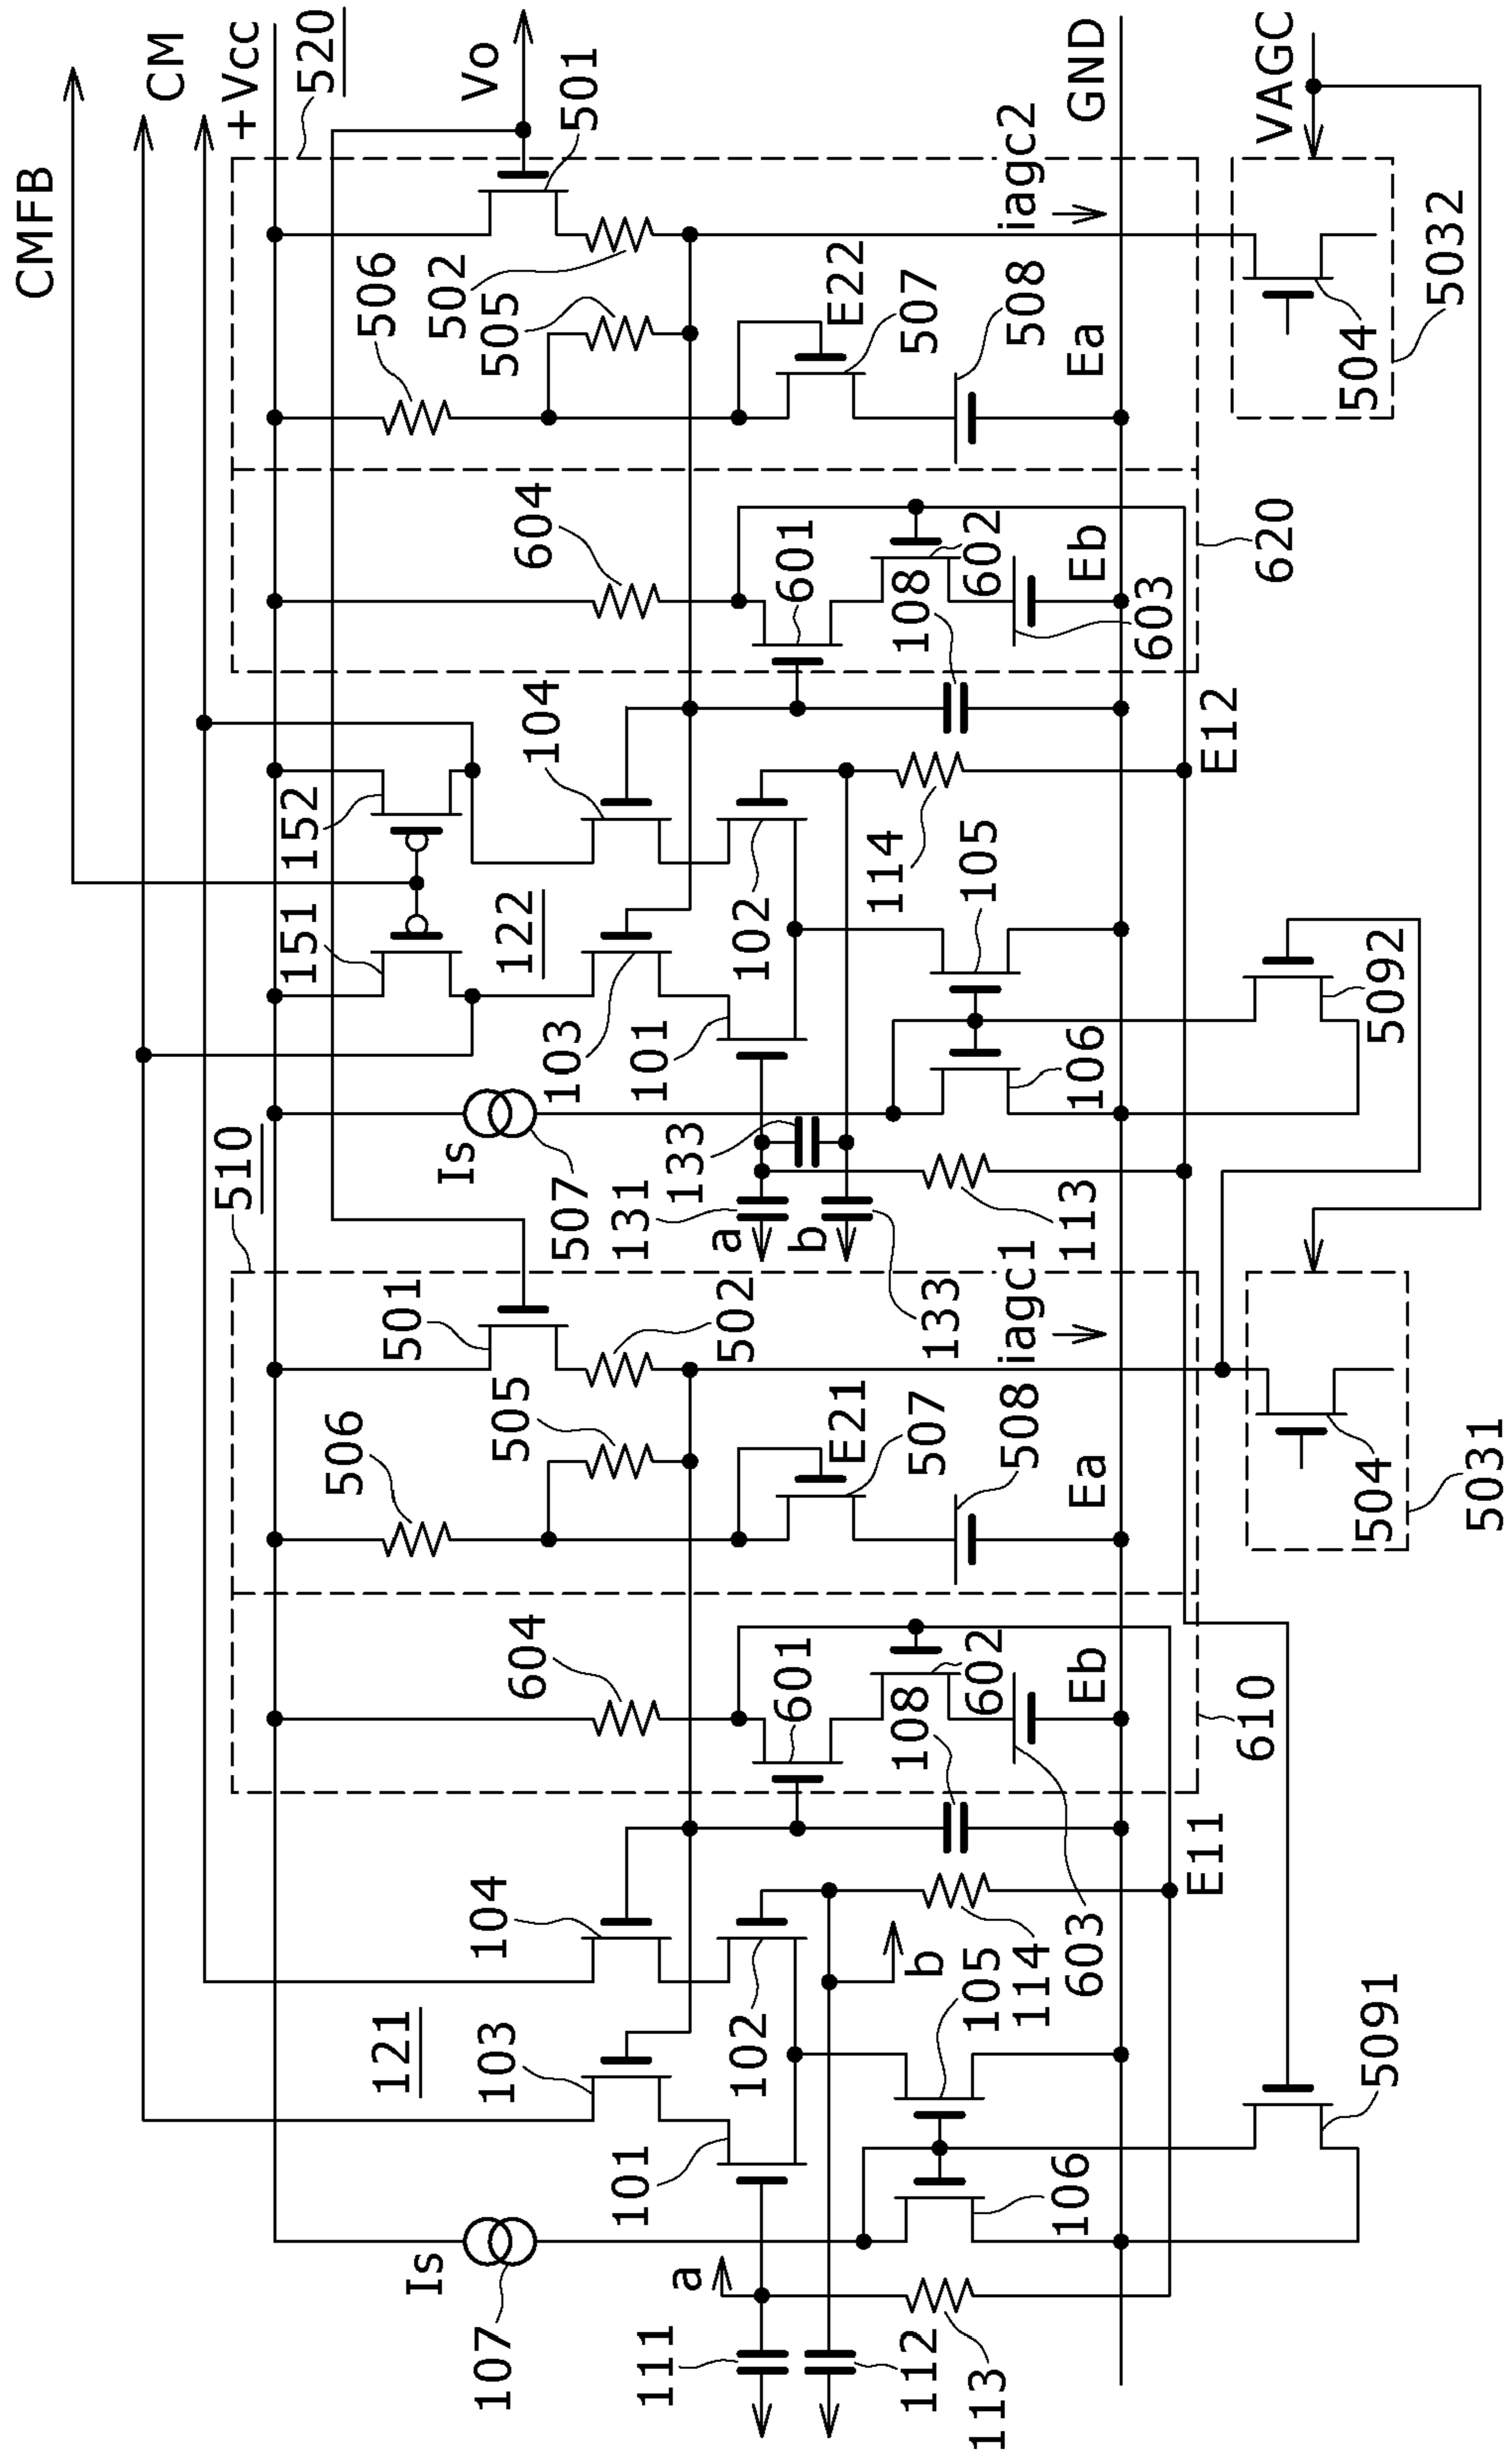 CMFB
CM
+Vcc
510
520
151
152
506
506
121
501
Is
Is
502
107
103
104
505
122
505
Vo
604
507
103
104
604
501
111
101
131
101
a
502
133
102
a
102
601
b
601
E21
E22
112
b
108
507
114
108
507
113
105
602
133
105
602
114
508
iagc1
508
iagc2
106
603
Eb
Ea
113
106
Eb
Ea
GND
603
E11
E12
610
620
VAGC
5091
504
5092
504
5031
5032